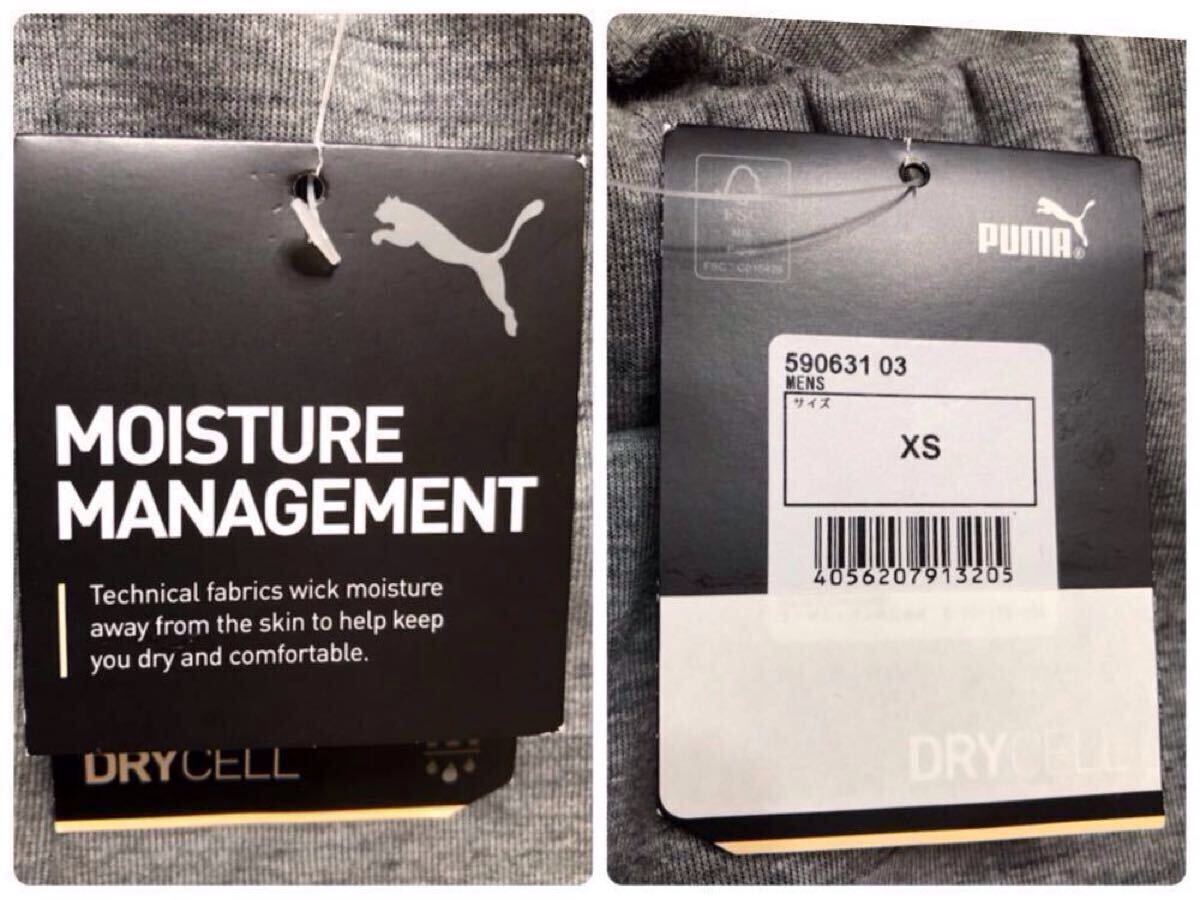 MOISTURE
MANAGEMENT
Technical fabrics wick moisture
away from the skin to help keep
you dry and comfortable.
DRYCELL
FSC
PUMA®
590631 03
MENS
サイズ
XS
4056207913205
DRYCELL